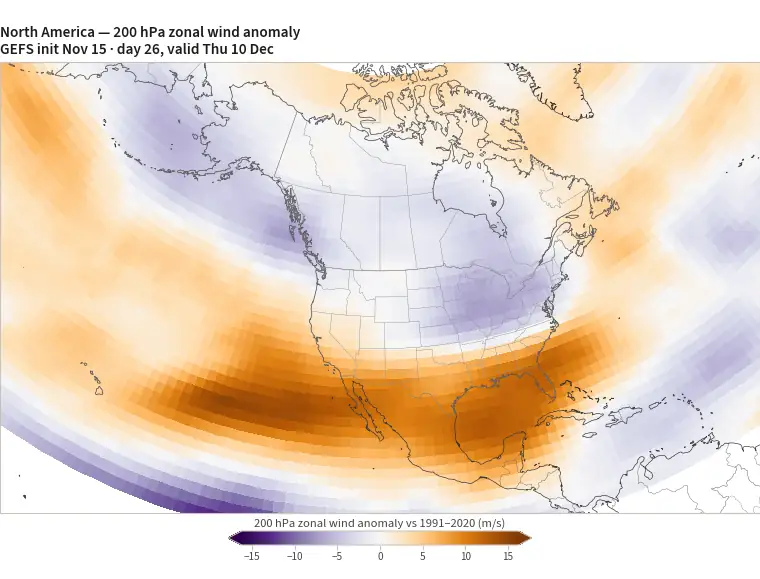 North America — 200 hPa zonal wind anomaly
GEFS init Nov 15 · day 26, valid Thu 10 Dec
200 hPa zonal wind anomaly vs 1991–2020 (m/s)
−15 −10 −5 0 5 10 15